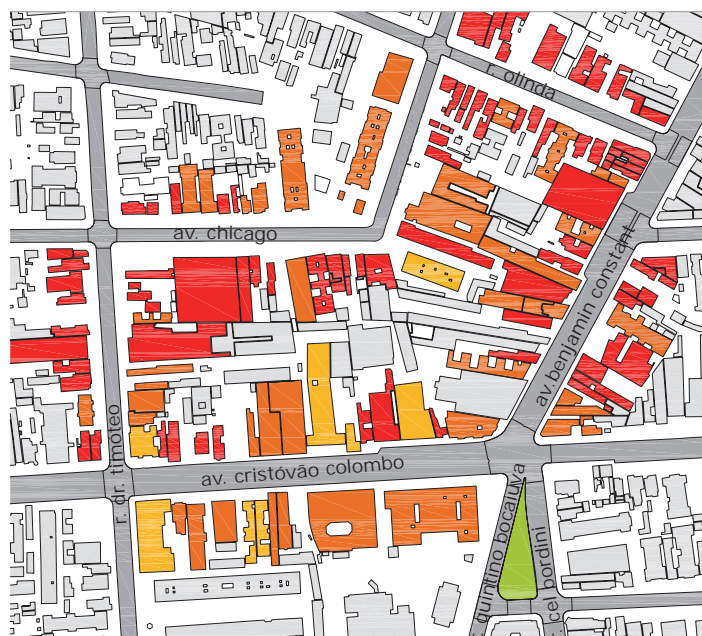 r. olinda
av. chicago
av. benjamin constant
r. dr. timoteo
av. cristóvão colombo
quintino bocaiuva
cel bordini